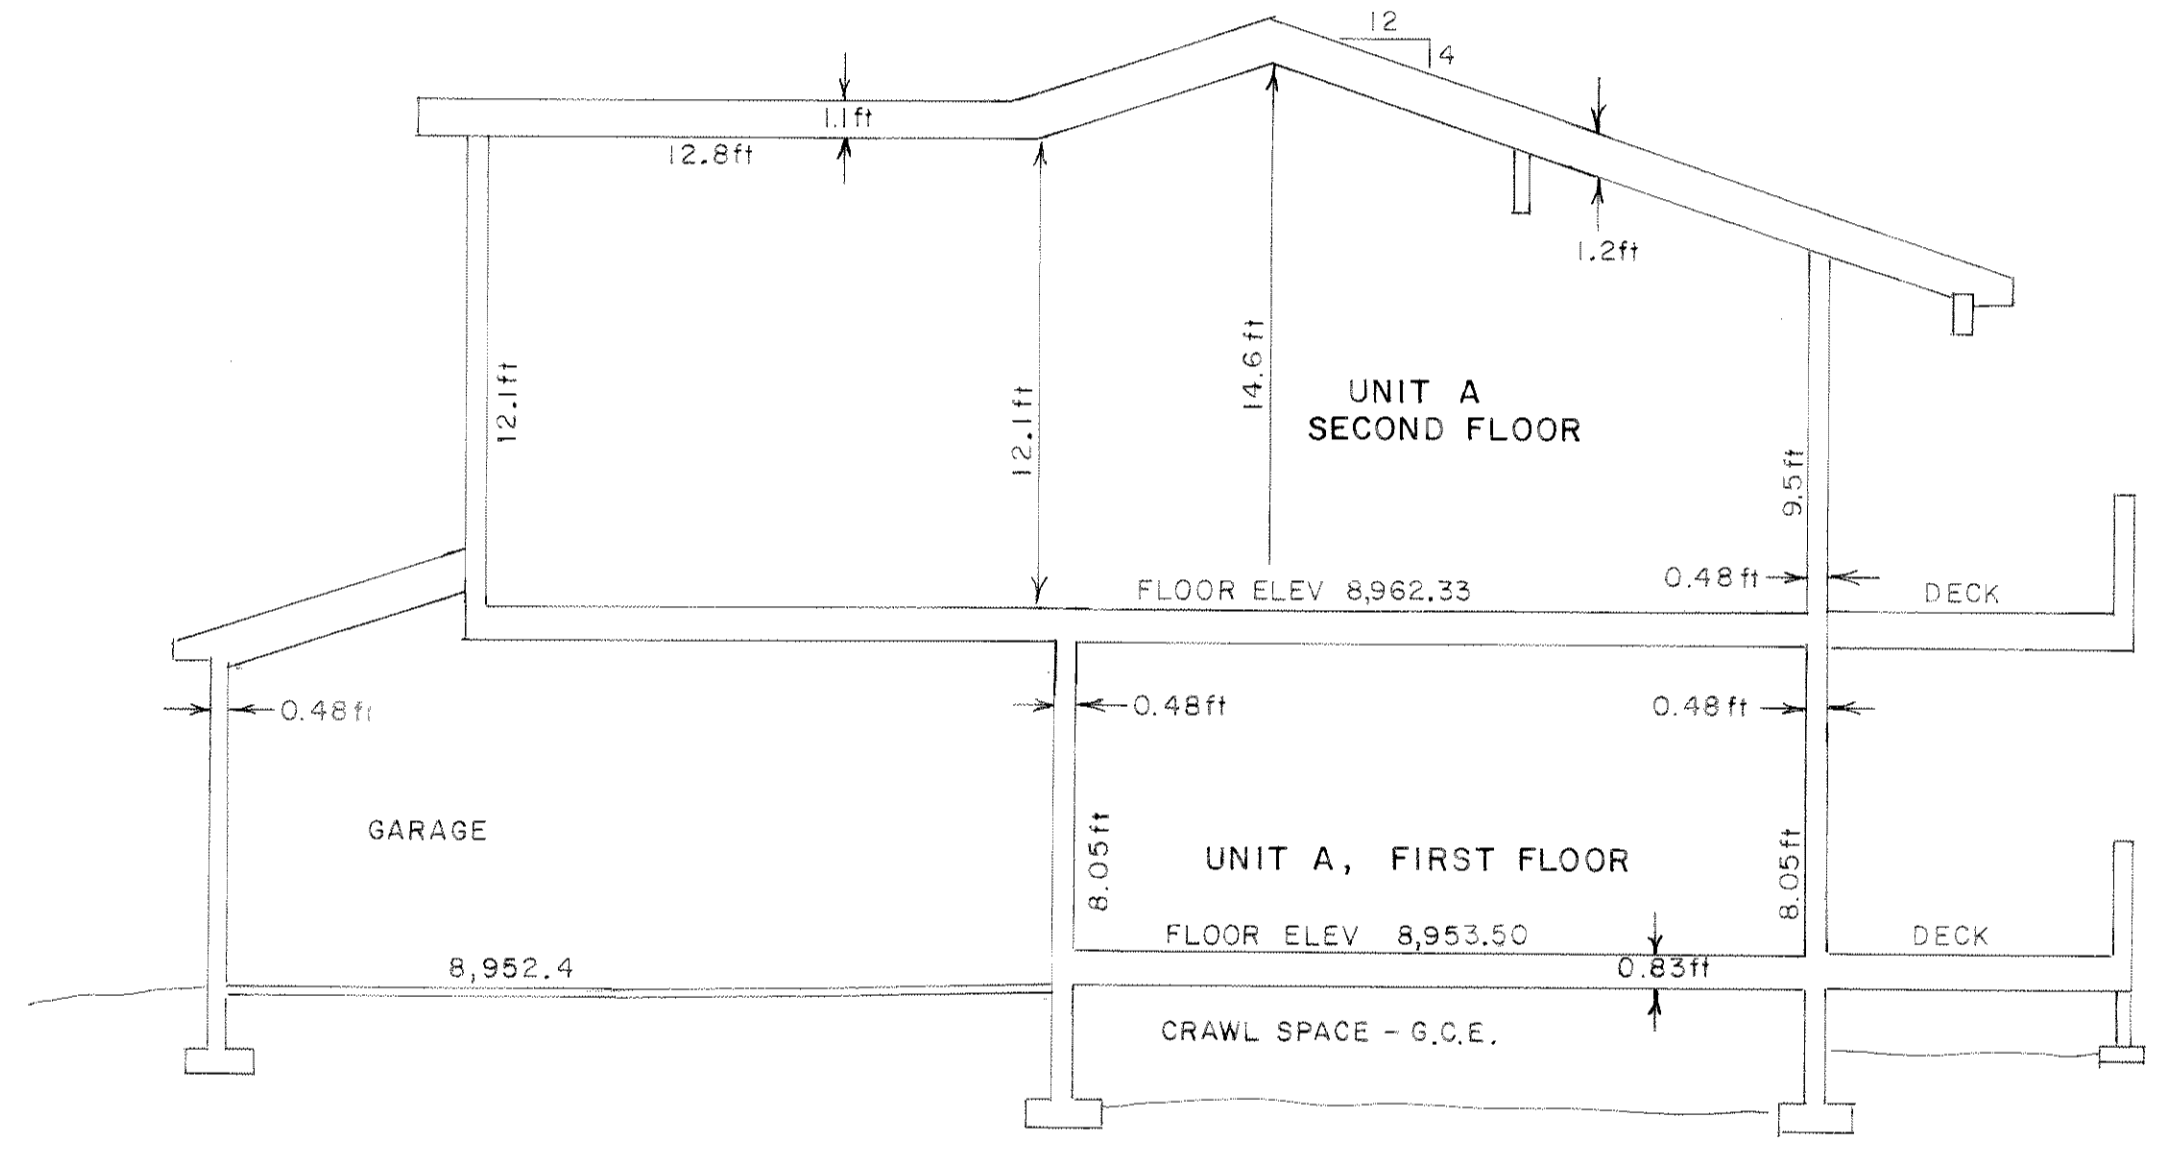 12
4
1.1ft
12.8ft
1.2ft
12.1ft
12.1ft
14.6ft
UNIT A
SECOND FLOOR
9.5ft
FLOOR ELEV 8,962.33
0.48ft
DECK
0.48ft
0.48ft
0.48ft
GARAGE
8.05ft
UNIT A, FIRST FLOOR
8.05ft
FLOOR ELEV 8,953.50
DECK
8,952.4
0.83ft
CRAWL SPACE - G.C.E.